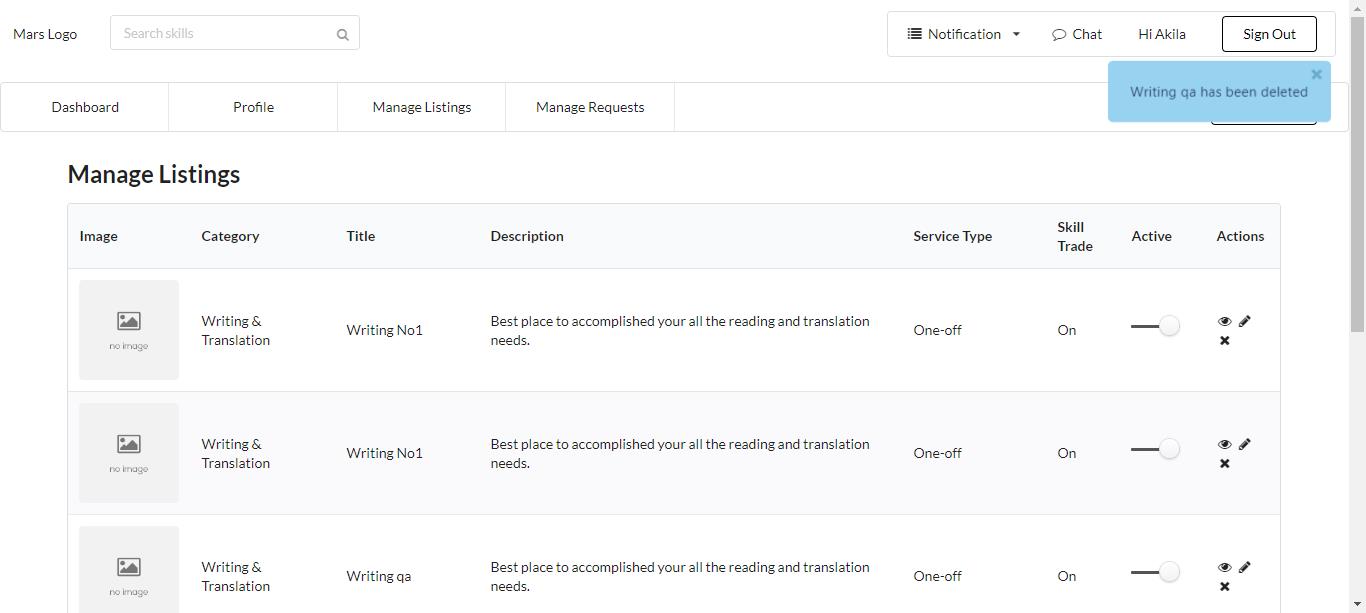 Mars Logo
Search skills
Notification
Chat
Hi Akila
Sign Out
Writing qa has been deleted
Dashboard
Profile
Manage Listings
Manage Requests
Manage Listings
Image
Category
Title
Description
Service Type
Skill
Trade
Active
Actions
no image
Writing &
Translation
Writing No1
Best place to accomplished your all the reading and translation
needs.
One-off
On
no image
Writing &
Translation
Writing No1
Best place to accomplished your all the reading and translation
needs.
One-off
On
no image
Writing &
Translation
Writing qa
Best place to accomplished your all the reading and translation
needs.
One-off
On